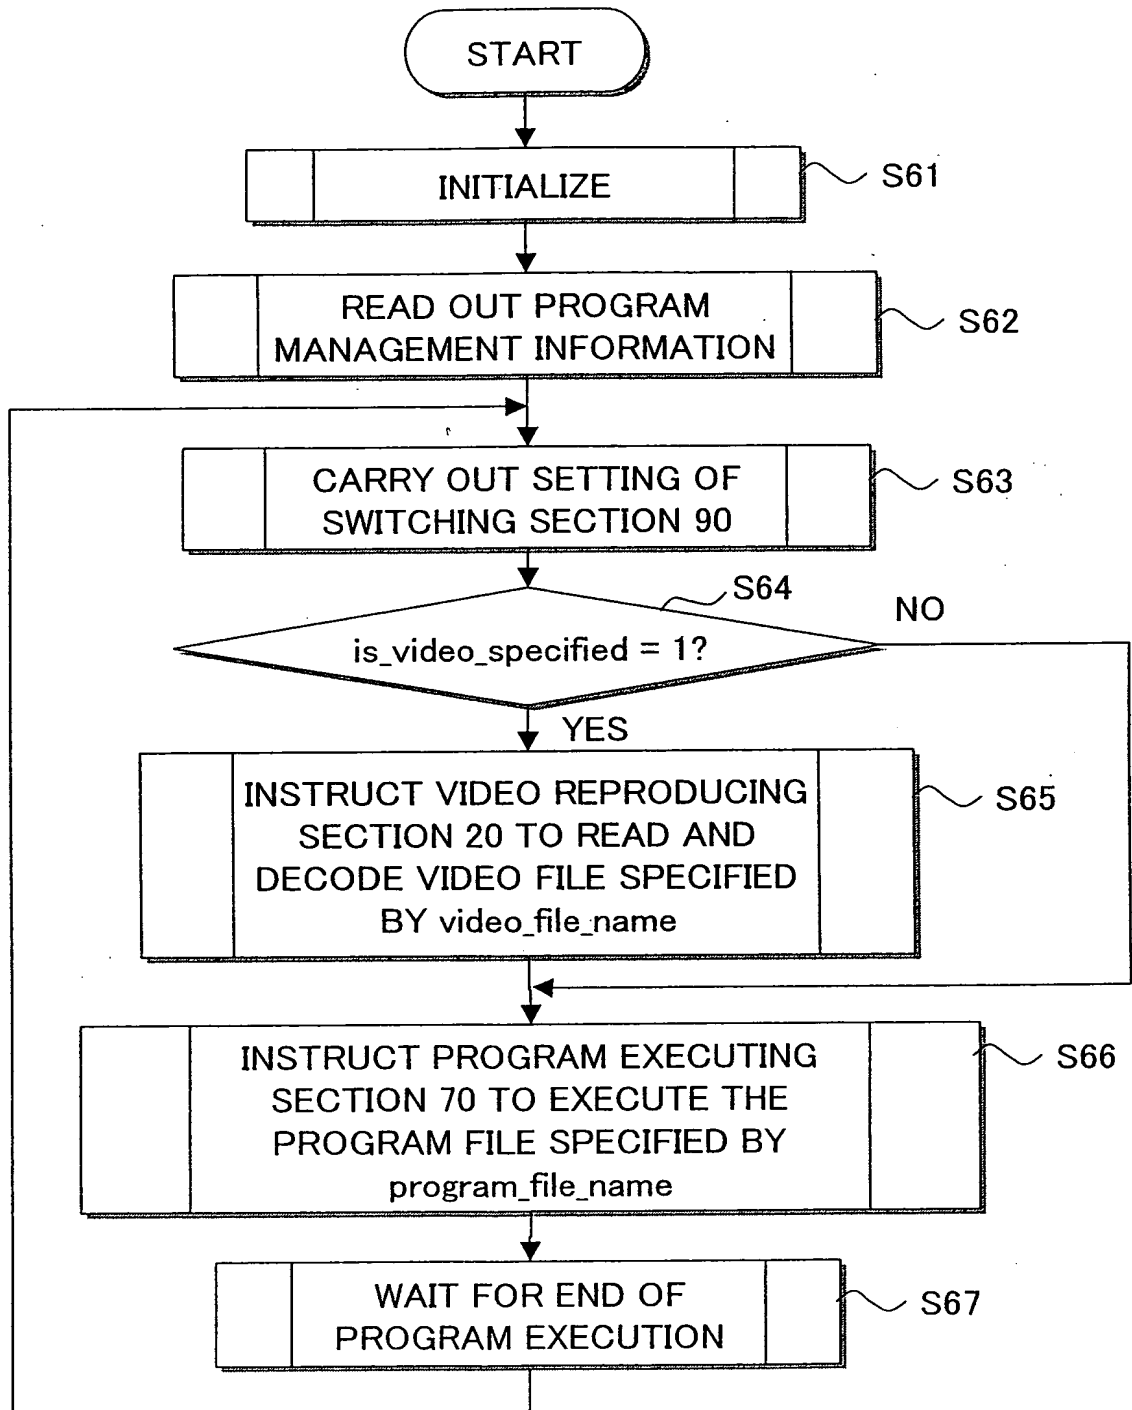 START
INITIALIZE
S61
READ OUT PROGRAM
MANAGEMENT INFORMATION
S62
CARRY OUT SETTING OF
SWITCHING SECTION 90
S63
S64
NO
is_video_specified = 1?
YES
INSTRUCT VIDEO REPRODUCING
SECTION 20 TO READ AND
DECODE VIDEO FILE SPECIFIED
BY video_file_name
S65
INSTRUCT PROGRAM EXECUTING
SECTION 70 TO EXECUTE THE
PROGRAM FILE SPECIFIED BY
program_file_name
S66
WAIT FOR END OF
PROGRAM EXECUTION
S67